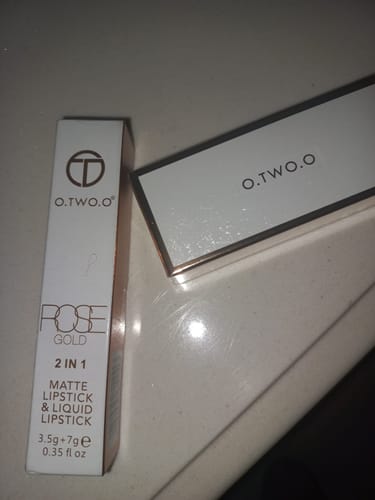 O.TWO.O®
ROSE
GOLD
2 IN 1
MATTE
LIPSTICK
& LIQUID
LIPSTICK
3.5g+7g℮
0.35 fl oz
O.TWO.O